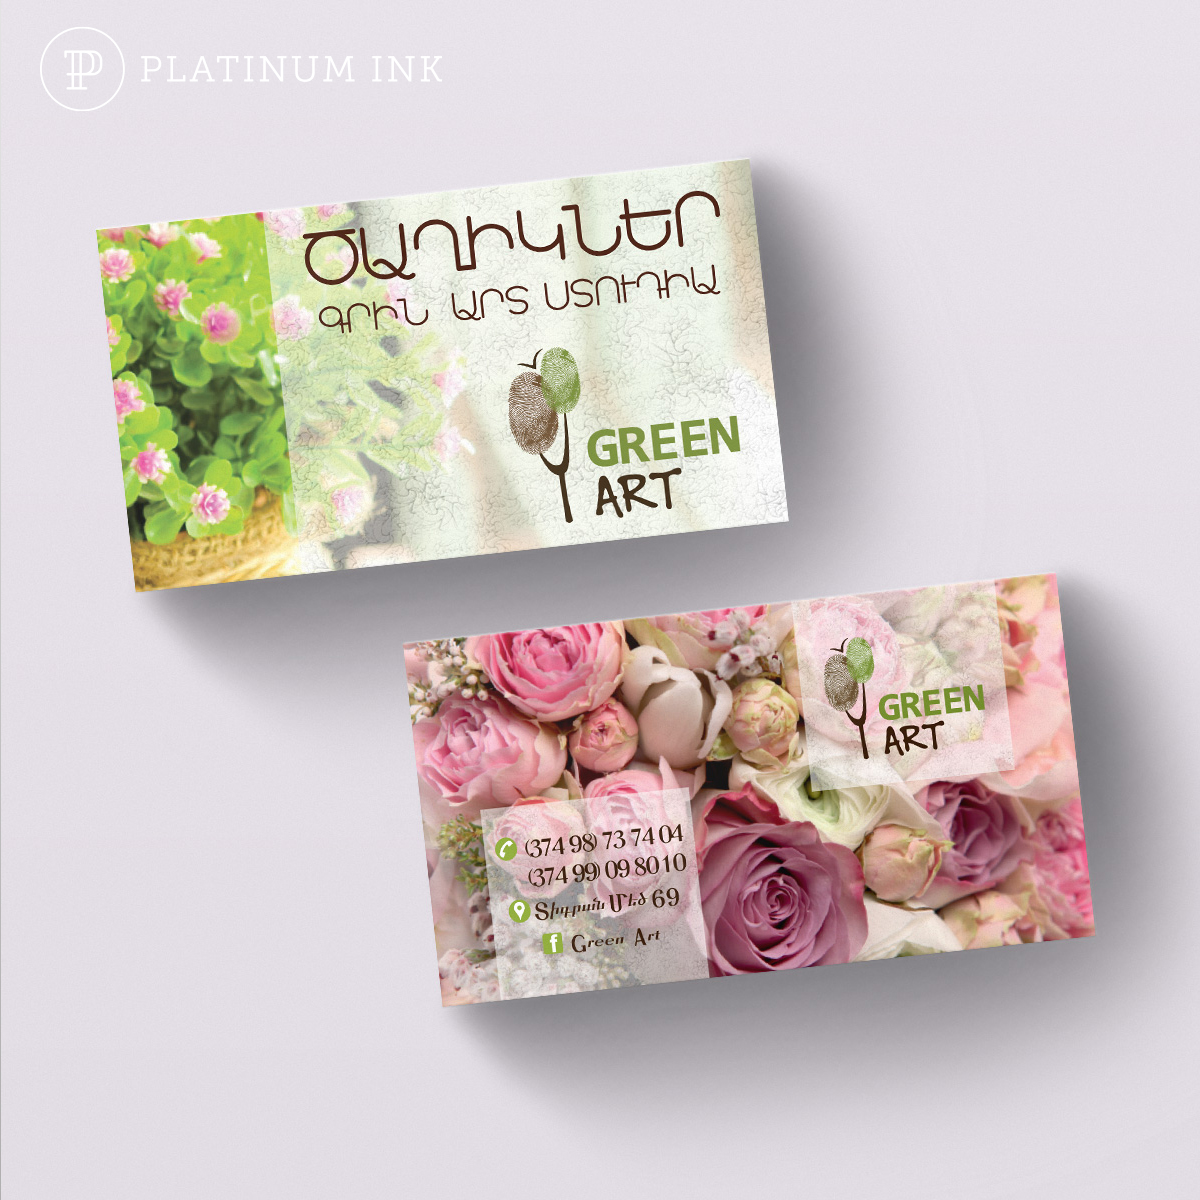 PLATINUM INK
ԾԱՂԻԿՆԵՐ
ԳՐԻՆ ԱՐՏ ՍՏՈՒԴԻԱ
GREEN
ART
GREEN
ART
(374 98) 73 74 04
(374 99) 09 80 10
Տիգրան Մեծ 69
Green Art